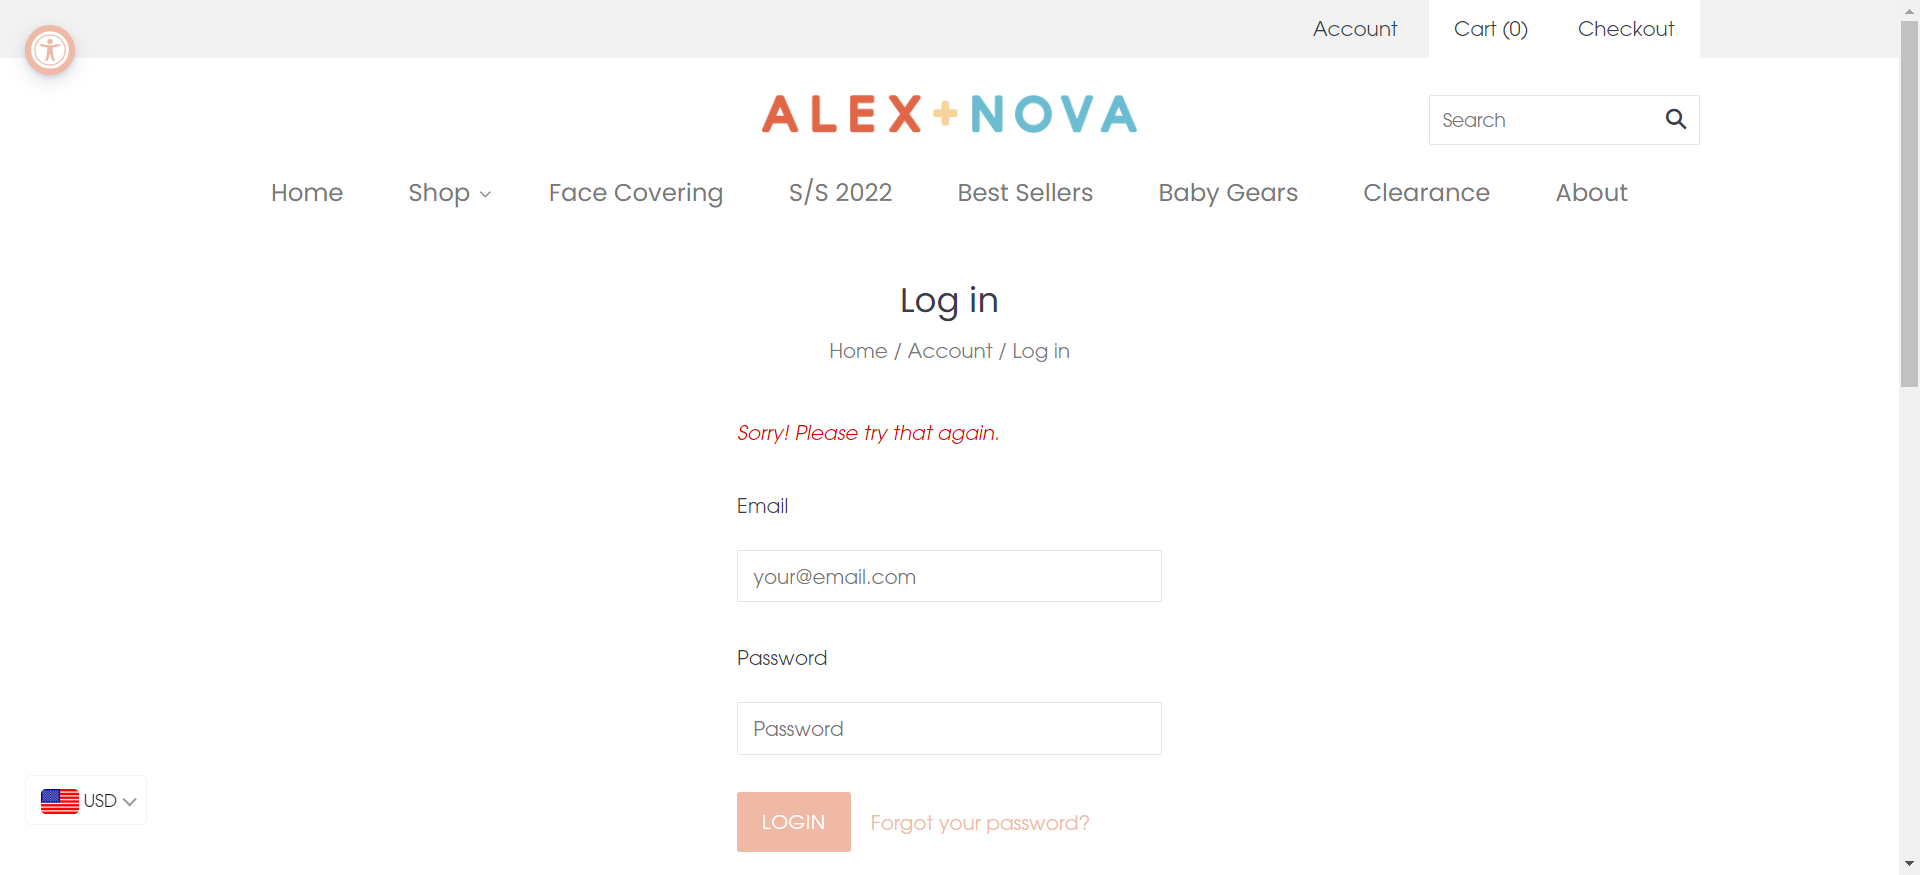 Account Cart (0) Checkout
ALEX+NOVA
Search
Home Shop Face Covering S/S 2022 Best Sellers Baby Gears Clearance About
Log in
Home / Account / Log in
Sorry! Please try that again.
Email
your@email.com
Password
Password
USD
LOGIN Forgot your password?